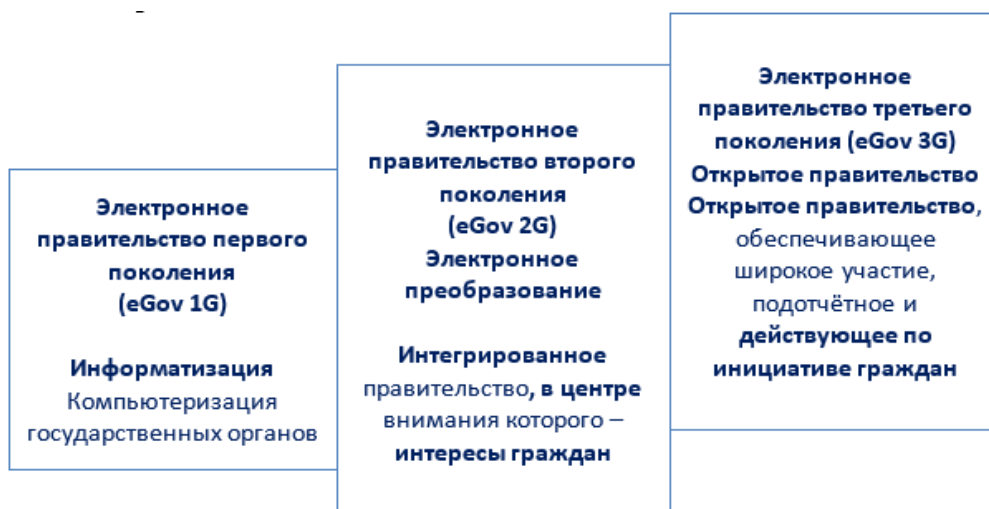 Электронное
правительство первого
поколения
(eGov 1G)
Информатизация
Компьютеризация
государственных органов
Электронное
правительство второго
поколения
(eGov 2G)
Электронное
преобразование
Интегрированное
правительство, в центре
внимания которого –
интересы граждан
Электронное
правительство третьего
поколения (eGov 3G)
Открытое правительство
Открытое правительство,
обеспечивающее
широкое участие,
подотчётное и
действующее по
инициативе граждан